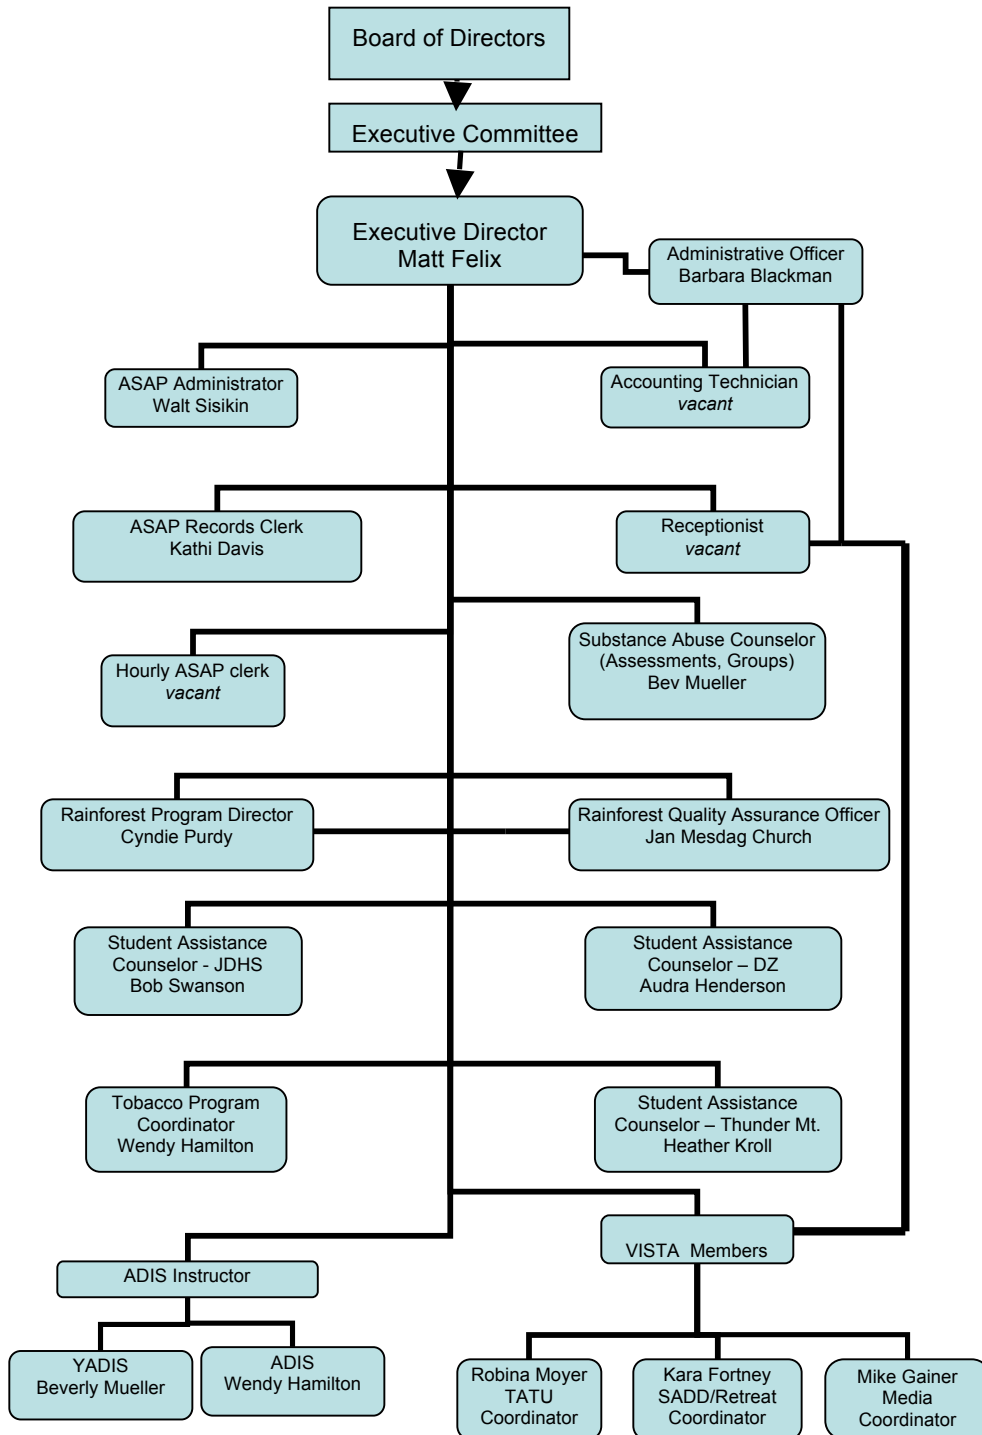 Board of Directors
Executive Committee
Executive Director
Matt Felix
Administrative Officer
Barbara Blackman
ASAP Administrator
Walt Sisikin
Accounting Technician
vacant
ASAP Records Clerk
Kathi Davis
Receptionist
vacant
Hourly ASAP clerk
vacant
Substance Abuse Counselor
(Assessments, Groups)
Bev Mueller
Rainforest Program Director
Cyndie Purdy
Rainforest Quality Assurance Officer
Jan Mesdag Church
Student Assistance
Counselor - JDHS
Bob Swanson
Student Assistance
Counselor – DZ
Audra Henderson
Tobacco Program
Coordinator
Wendy Hamilton
Student Assistance
Counselor – Thunder Mt.
Heather Kroll
VISTA Members
ADIS Instructor
YADIS
Beverly Mueller
ADIS
Wendy Hamilton
Robina Moyer
TATU
Coordinator
Kara Fortney
SADD/Retreat
Coordinator
Mike Gainer
Media
Coordinator